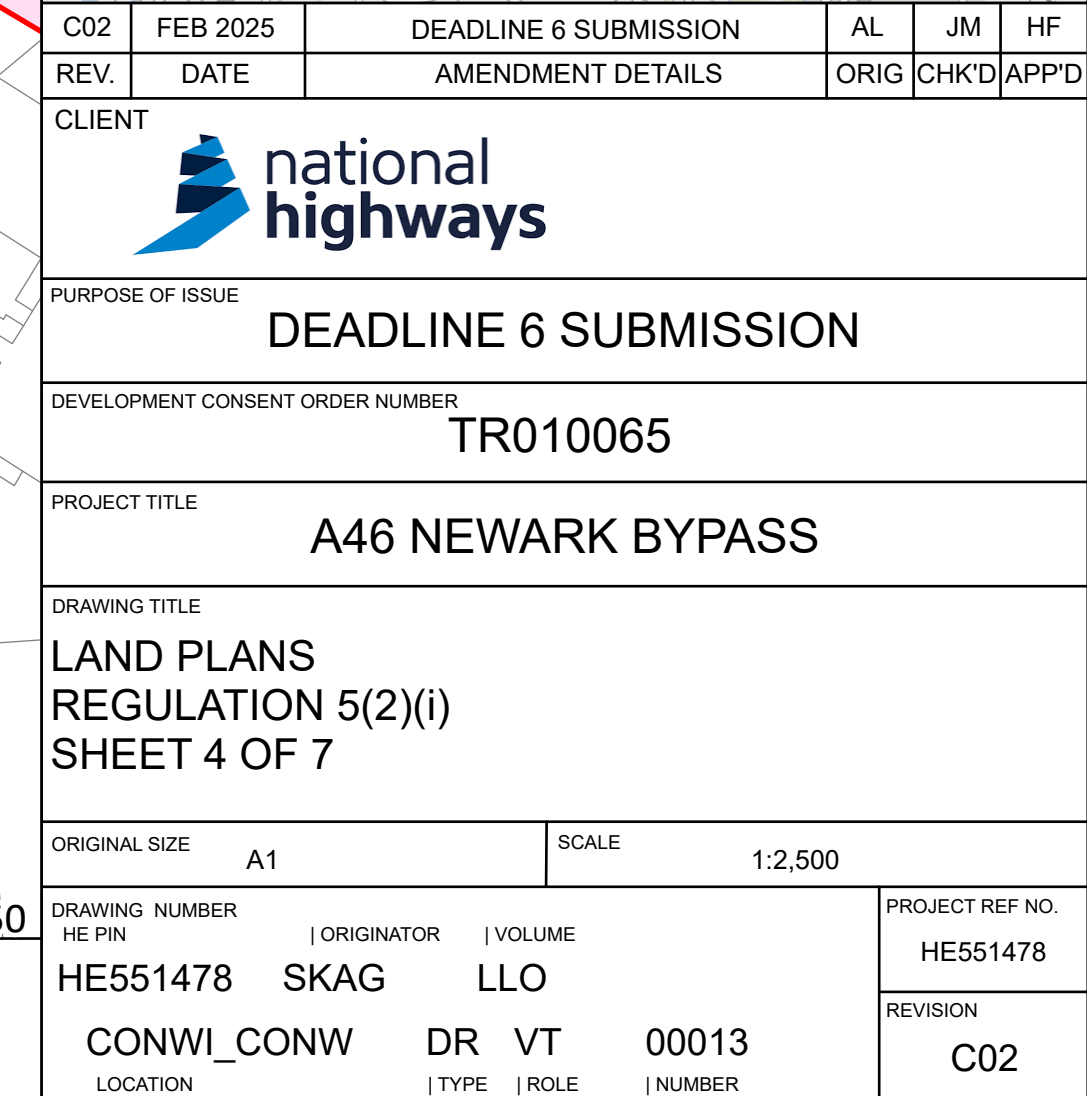 C02 FEB 2025 DEADLINE 6 SUBMISSION AL JM HF
REV. DATE AMENDMENT DETAILS ORIG CHK'D APP'D
CLIENT
national
highways
PURPOSE OF ISSUE
DEADLINE 6 SUBMISSION
DEVELOPMENT CONSENT ORDER NUMBER
TR010065
PROJECT TITLE
A46 NEWARK BYPASS
DRAWING TITLE
LAND PLANS
REGULATION 5(2)(i)
SHEET 4 OF 7
ORIGINAL SIZE
A1
SCALE
1:2,500
DRAWING NUMBER
HE PIN | ORIGINATOR | VOLUME
HE551478 SKAG LLO
CONWI_CONW DR VT 00013
LOCATION | TYPE | ROLE | NUMBER
PROJECT REF NO.
HE551478
REVISION
C02